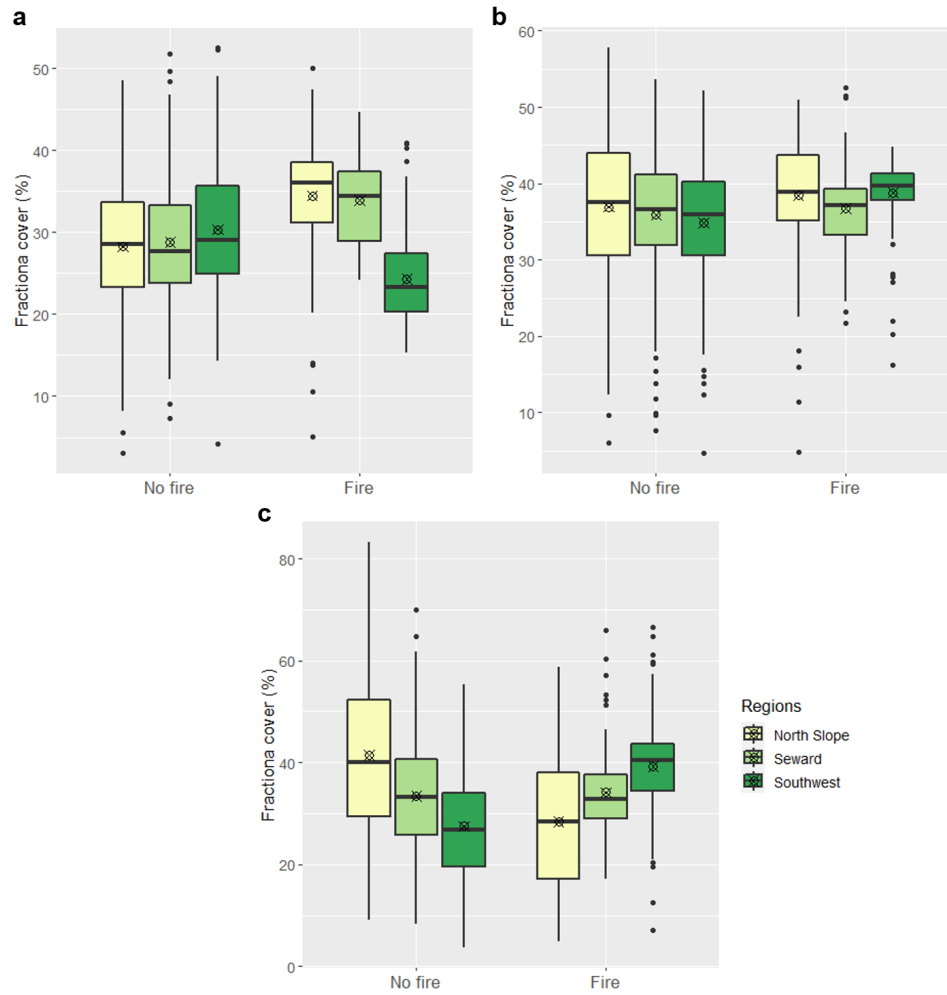 a
Fractiona cover (%)
50
40
30
20
10
No fire
Fire
b
Fractiona cover (%)
60
50
40
30
20
10
No fire
Fire
c
Fractiona cover (%)
80
60
40
20
0
No fire
Fire
Regions
North Slope
Seward
Southwest